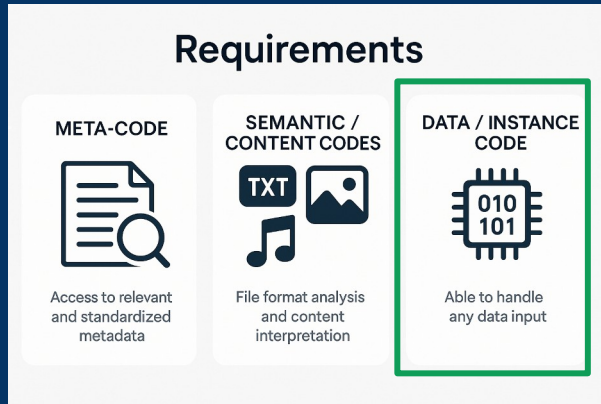 Requirements
META-CODE
Access to relevant
and standardized
metadata
SEMANTIC /
CONTENT CODES
TXT
File format analysis
and content
interpretation
DATA / INSTANCE
CODE
010
101
Able to handle
any data input